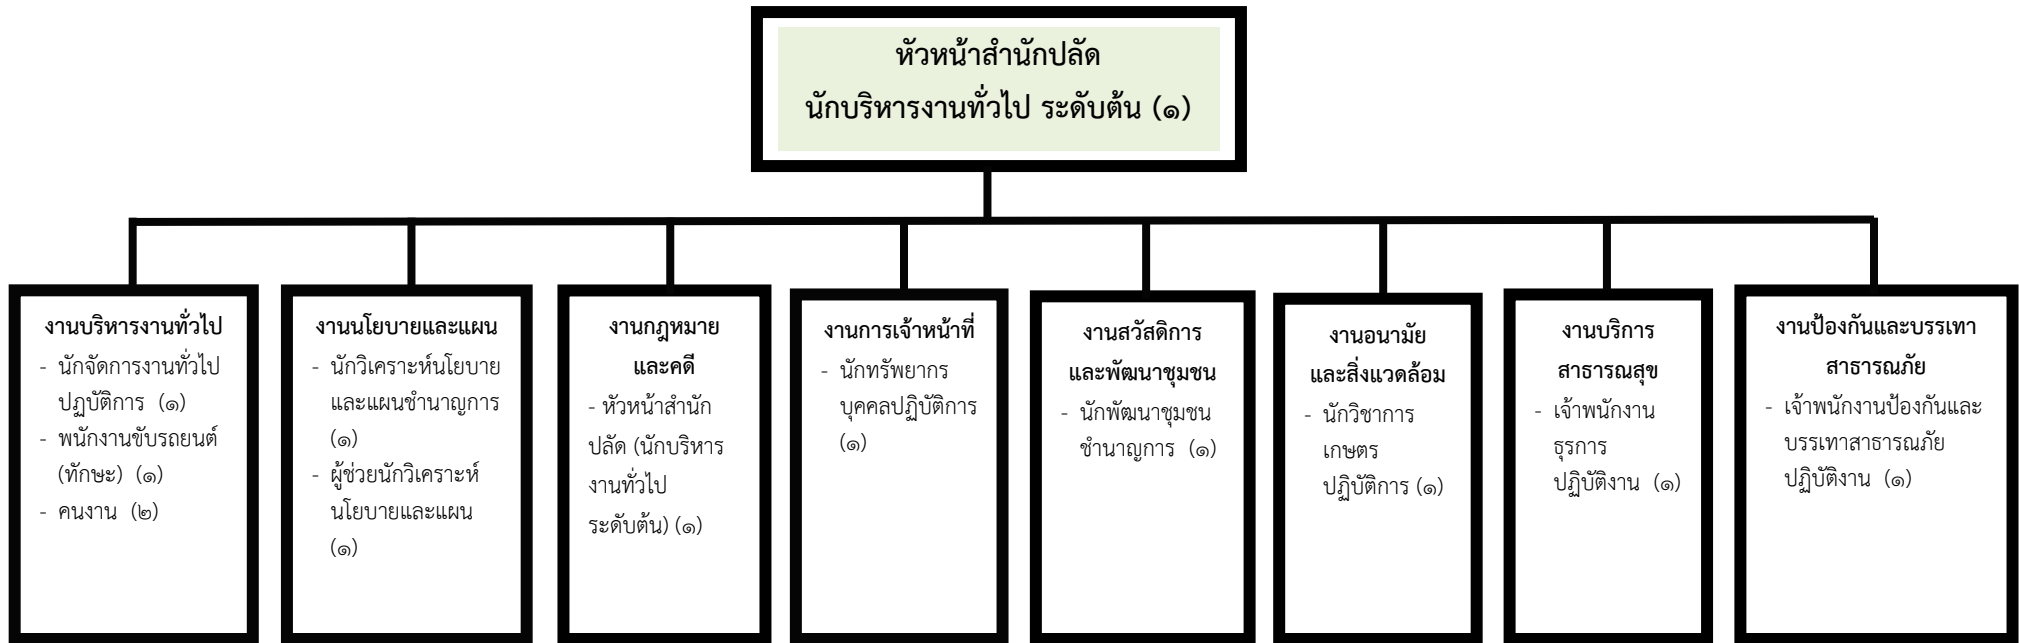 หัวหน้าสำนักปลัด
นักบริหารงานทั่วไป ระดับต้น (๑)
งานบริหารงานทั่วไป
- นักจัดการงานทั่วไป
ปฏบัติการ (๑)
- พนักงานขับรถยนต์
(ทักษะ) (๑)
- คนงาน (๒)
งานนโยบายและแผน
- นักวิเคราะห์นโยบาย
และแผนชำนาญการ
(๑)
- ผู้ช่วยนักวิเคราะห์
นโยบายและแผน
(๑)
งานกฎหมาย
และคดี
- หัวหน้าสำนัก
ปลัด (นักบริหาร
งานทั่วไป
ระดับต้น) (๑)
งานการเจ้าหน้าที่
- นักทรัพยากร
บุคคลปฏิบัติการ
(๑)
งานสวัสดิการ
และพัฒนาชุมชน
- นักพัฒนาชุมชน
ชำนาญการ (๑)
งานอนามัย
และสิ่งแวดล้อม
- นักวิชาการ
เกษตร
ปฏิบัติการ (๑)
งานบริการ
สาธารณสุข
- เจ้าพนักงาน
ธุรการ
ปฏิบัติงาน (๑)
งานป้องกันและบรรเทา
สาธารณภัย
- เจ้าพนักงานป้องกันและ
บรรเทาสาธารณภัย
ปฏิบัติงาน (๑)